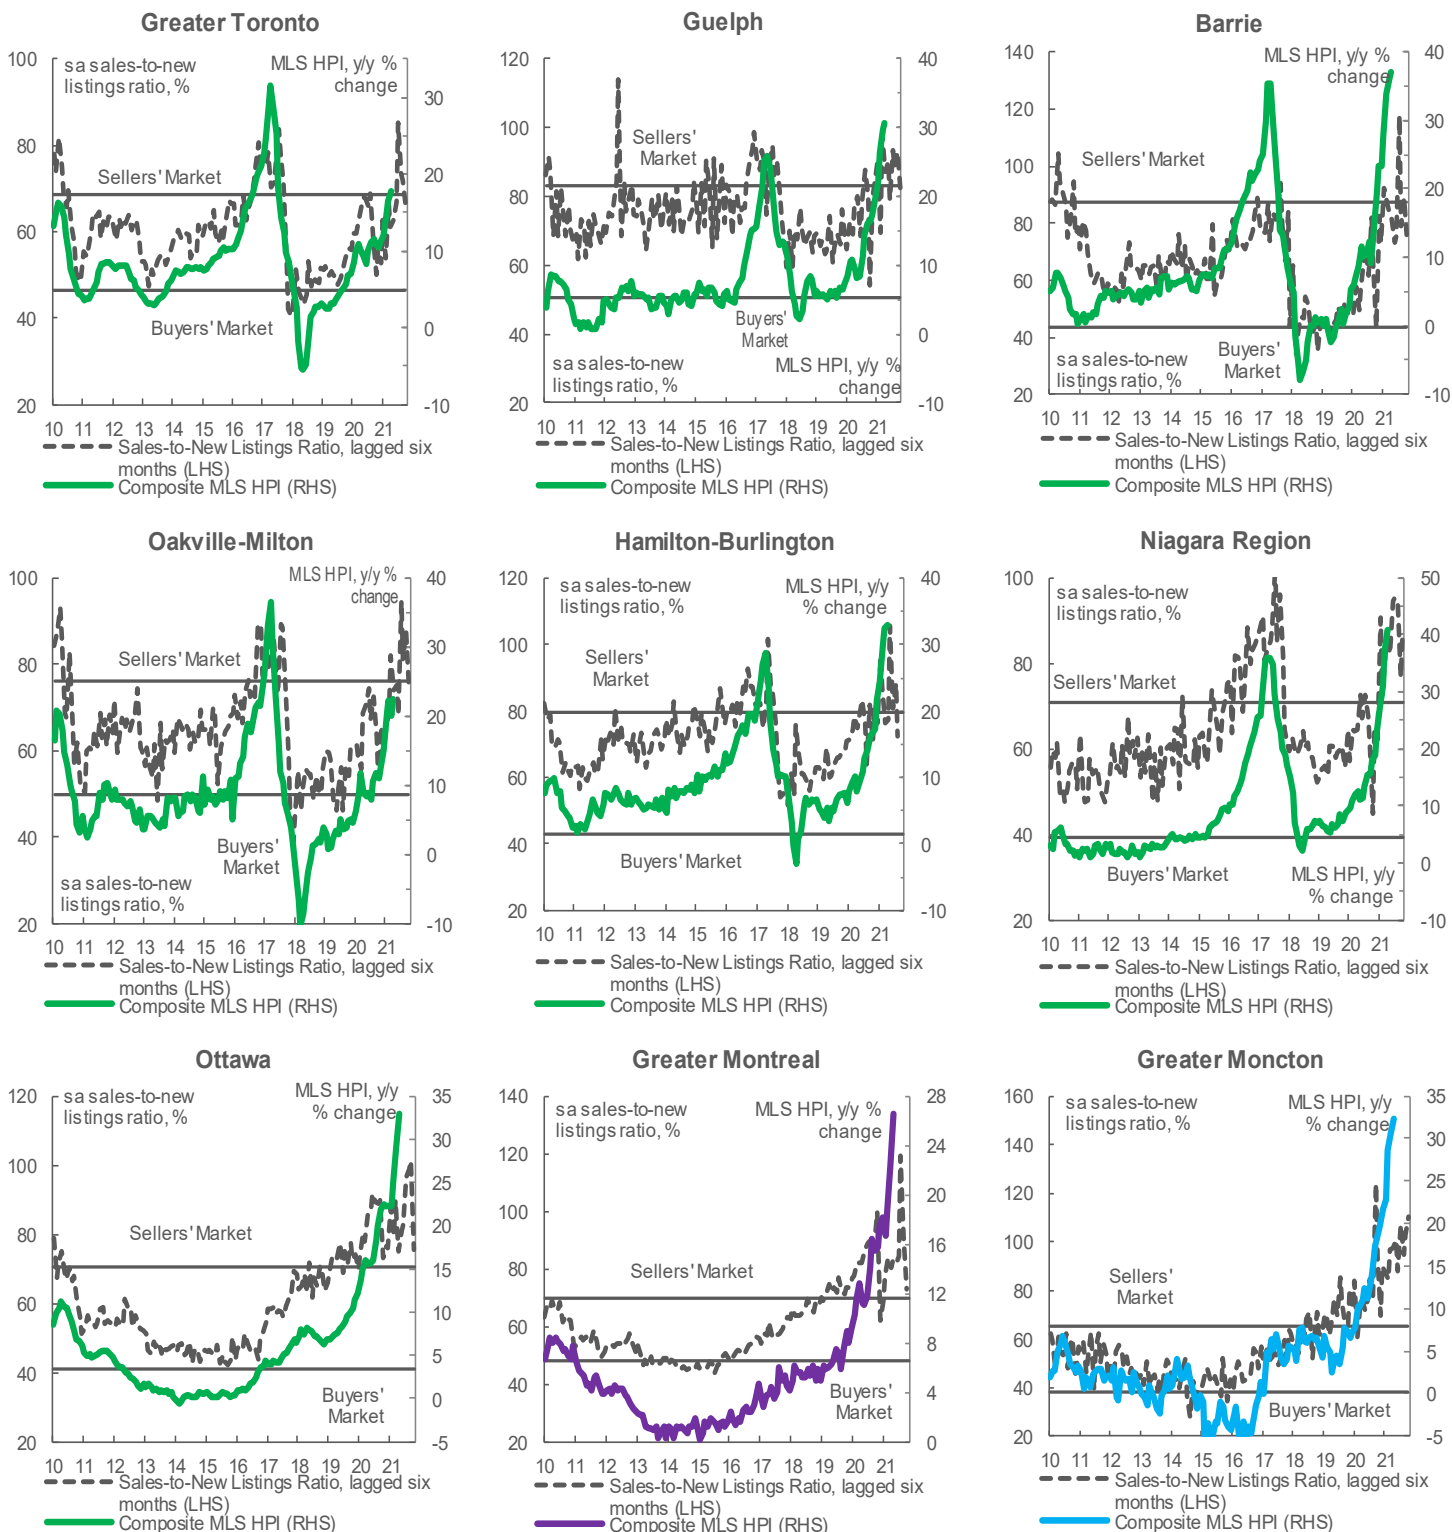 Greater Toronto
sa sales-to-new
listings ratio, %
MLS HPI, y/y %
change
Sellers' Market
Buyers' Market
100
80
60
40
20
30
20
10
0
-10
10 11 12 13 14 15 16 17 18 19 20 21
Sales-to-New Listings Ratio, lagged six
months (LHS)
Composite MLS HPI (RHS)
Guelph
Sellers'
Market
Buyers'
Market
sa sales-to-new
listings ratio, %
MLS HPI, y/y %
change
120
100
80
60
40
20
40
30
20
10
0
-10
10 11 12 13 14 15 16 17 18 19 20 21
Sales-to-New Listings Ratio, lagged six
months (LHS)
Composite MLS HPI (RHS)
Barrie
MLS HPI, y/y %
change
Sellers' Market
Buyers'
Market
sa sales-to-new
listings ratio, %
140
120
100
80
60
40
20
40
30
20
10
0
-10
10 11 12 13 14 15 16 17 18 19 20 21
Sales-to-New Listings Ratio, lagged six
months (LHS)
Composite MLS HPI (RHS)
Oakville-Milton
MLS HPI, y/y %
change
Sellers' Market
Buyers'
Market
sa sales-to-new
listings ratio, %
100
80
60
40
20
40
30
20
10
0
-10
10 11 12 13 14 15 16 17 18 19 20 21
Sales-to-New Listings Ratio, lagged six
months (LHS)
Composite MLS HPI (RHS)
Hamilton-Burlington
sa sales-to-new
listings ratio, %
MLS HPI, y/y
% change
Sellers'
Market
Buyers' Market
120
100
80
60
40
20
40
30
20
10
0
-10
10 11 12 13 14 15 16 17 18 19 20 21
Sales-to-New Listings Ratio, lagged six
months (LHS)
Composite MLS HPI (RHS)
Niagara Region
sa sales-to-new
listings ratio, %
Sellers' Market
Buyers' Market
MLS HPI, y/y
% change
100
80
60
40
20
50
40
30
20
10
0
-10
10 11 12 13 14 15 16 17 18 19 20 21
Sales-to-New Listings Ratio, lagged six
months (LHS)
Composite MLS HPI (RHS)
Ottawa
sa sales-to-new
listings ratio, %
MLS HPI, y/y
% change
Sellers' Market
Buyers'
Market
120
100
80
60
40
20
35
30
25
20
15
10
5
0
-5
10 11 12 13 14 15 16 17 18 19 20 21
Sales-to-New Listings Ratio, lagged six
months (LHS)
Composite MLS HPI (RHS)
Greater Montreal
sa sales-to-new
listings ratio, %
MLS HPI, y/y %
change
Sellers' Market
Buyers'
Market
140
120
100
80
60
40
20
28
24
20
16
12
8
4
0
10 11 12 13 14 15 16 17 18 19 20 21
Sales-to-New Listings Ratio, lagged six
months (LHS)
Composite MLS HPI (RHS)
Greater Moncton
sa sales-to-new
listings ratio, %
MLS HPI, y/y
% change
Sellers'
Market
Buyers' Market
160
140
120
100
80
60
40
20
35
30
25
20
15
10
5
0
-5
10 11 12 13 14 15 16 17 18 19 20 21
Sales-to-New Listings Ratio, lagged six
months (LHS)
Composite MLS HPI (RHS)